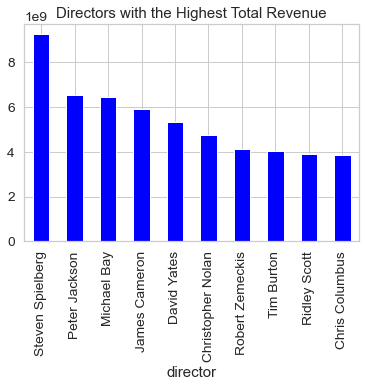 Directors with the Highest Total Revenue
1e9
8
6
4
2
0
Steven Spielberg
Peter Jackson
Michael Bay
James Cameron
David Yates
Christopher Nolan
Robert Zemeckis
Tim Burton
Ridley Scott
Chris Columbus
director